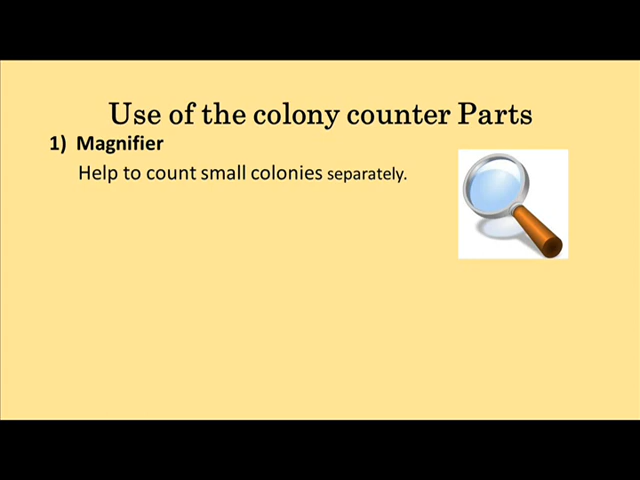 Use of the colony counter Parts
1) Magnifier
Help to count small colonies separately.